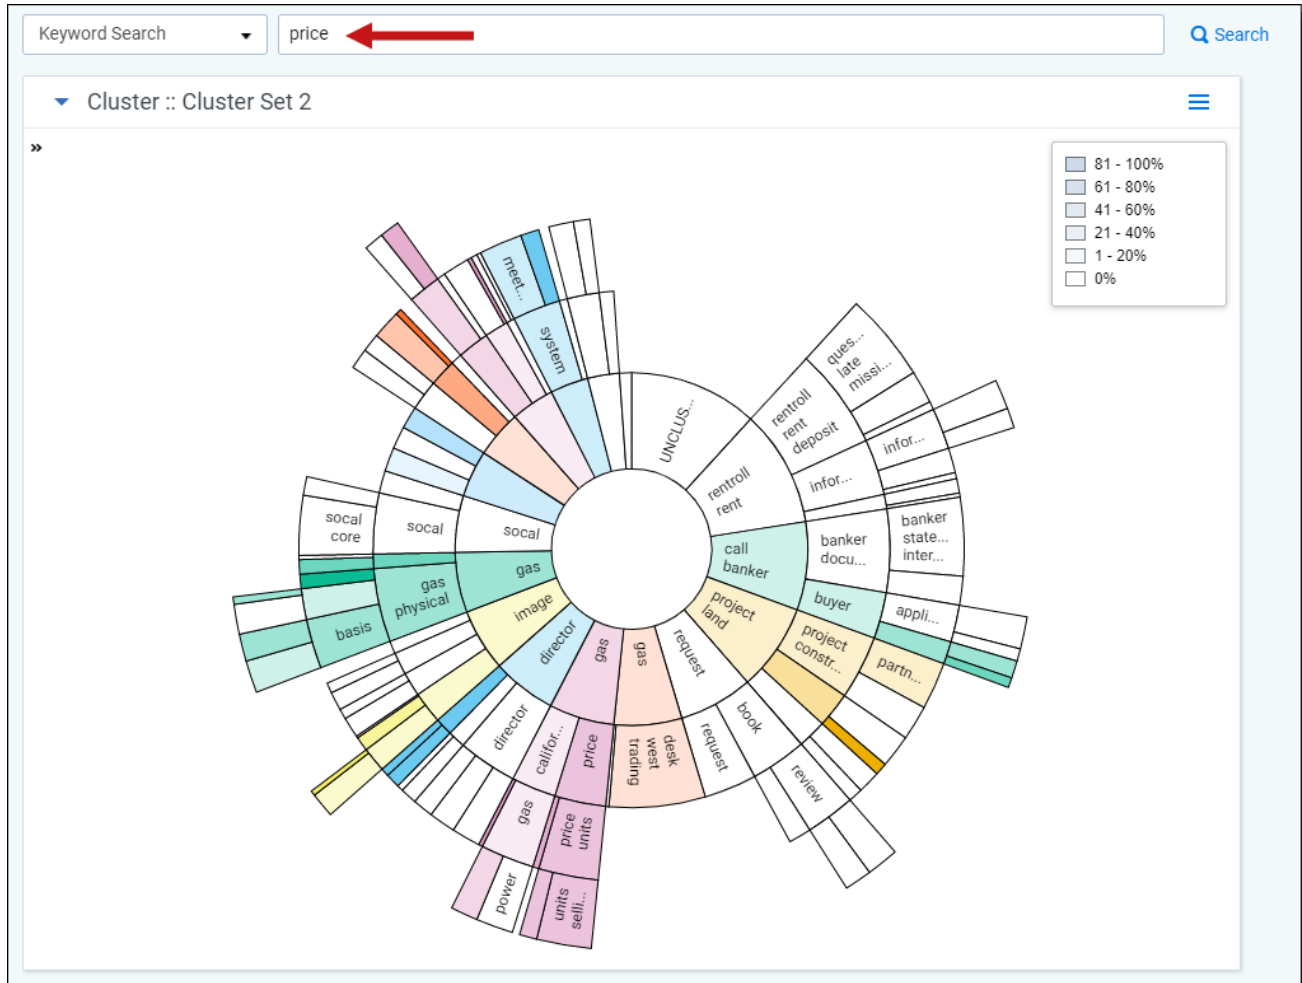 Keyword Search
price
Search
Cluster :: Cluster Set 2
»
81 - 100%
61 - 80%
41 - 60%
21 - 40%
1 - 20%
0%
meet...
system
UNCLUS...
ques...
late
missi...
rentroll
rent
deposit
infor...
infor...
rentroll
rent
socal
core
socal
socal
call
banker
banker
docu...
banker
state...
inter...
gas
gas
physical
basis
image
buyer
appli...
project
land
project
constr...
partn...
director
gas
gas
request
director
califor...
price
desk
west
trading
request
book
review
gas
price
units
power
units
selli...